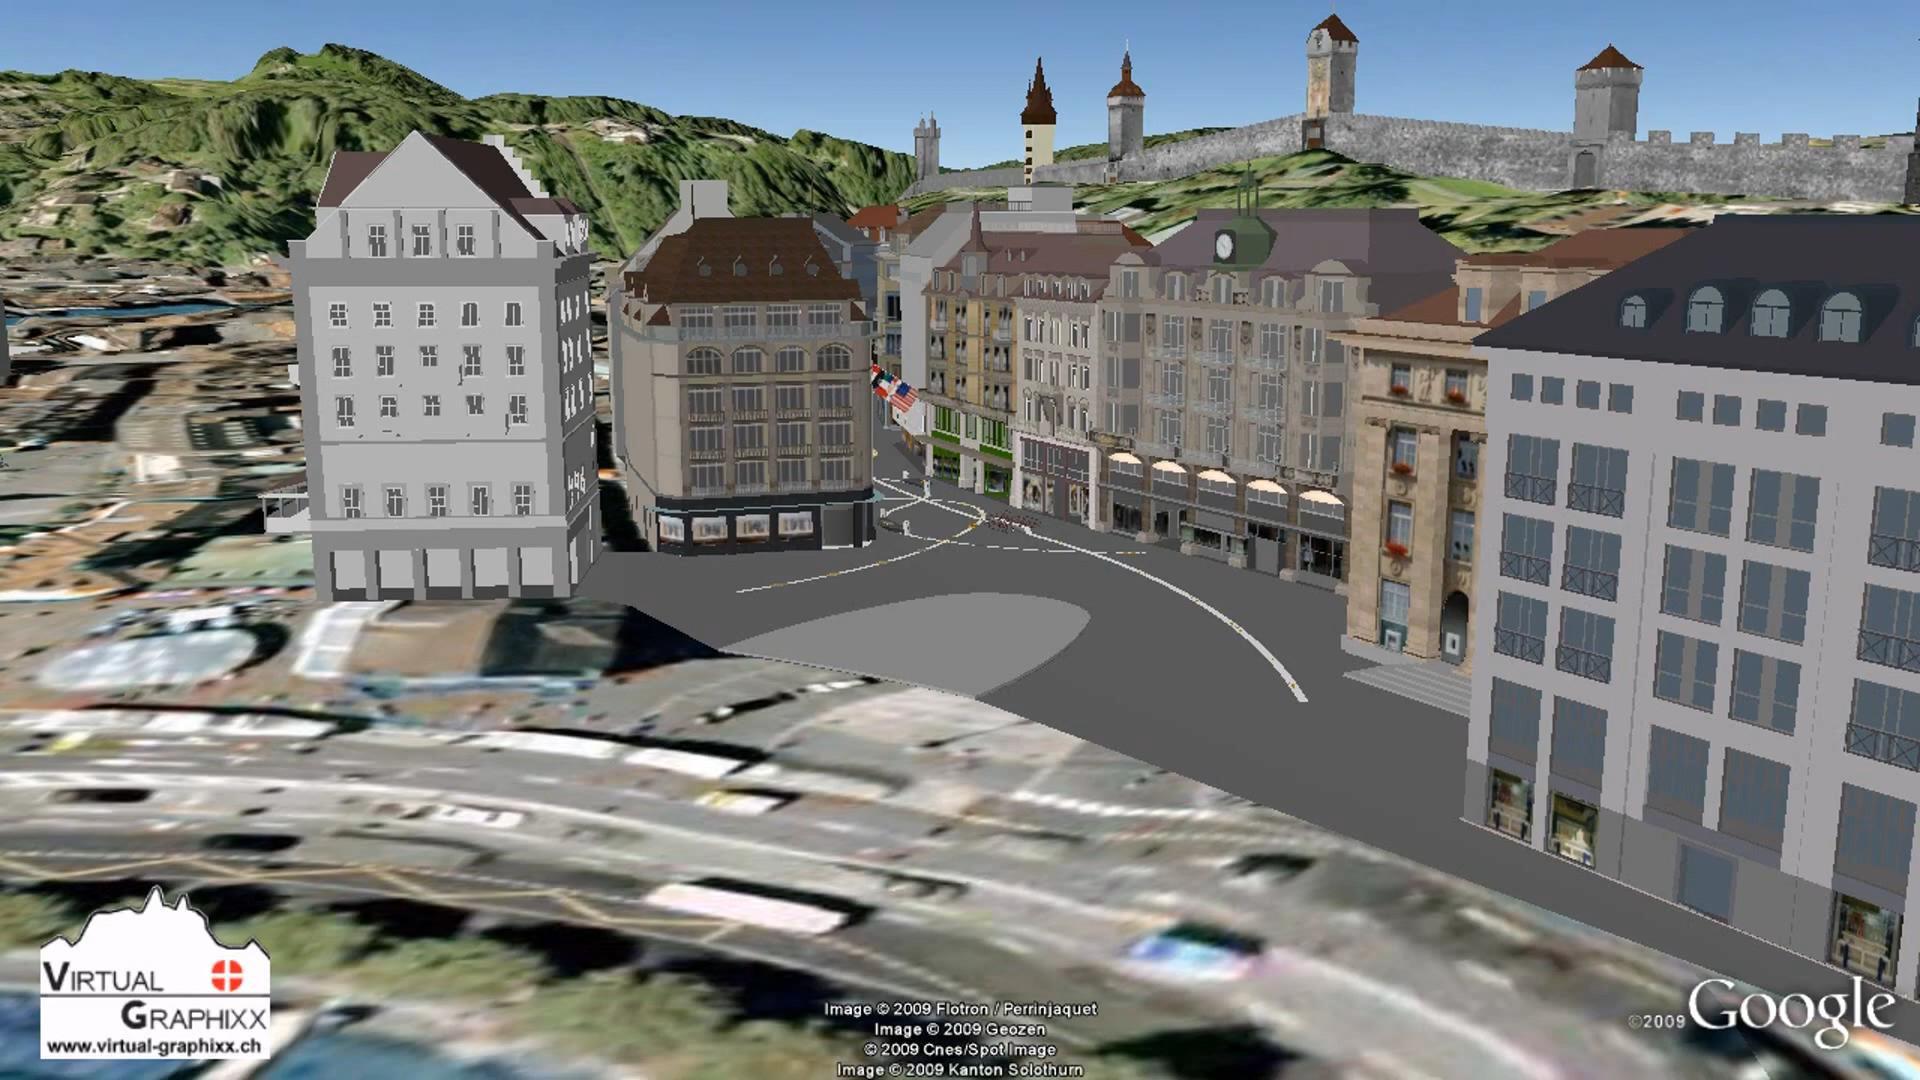 VIRTUAL
GRAPHIXX
www.virtual-graphixx.ch
Image © 2009 Flotron / Perrinjaquet
Image © 2009 Geozen
© 2009 Cnes/Spot Image
Image © 2009 Kanton Solothurn
©2009 Google